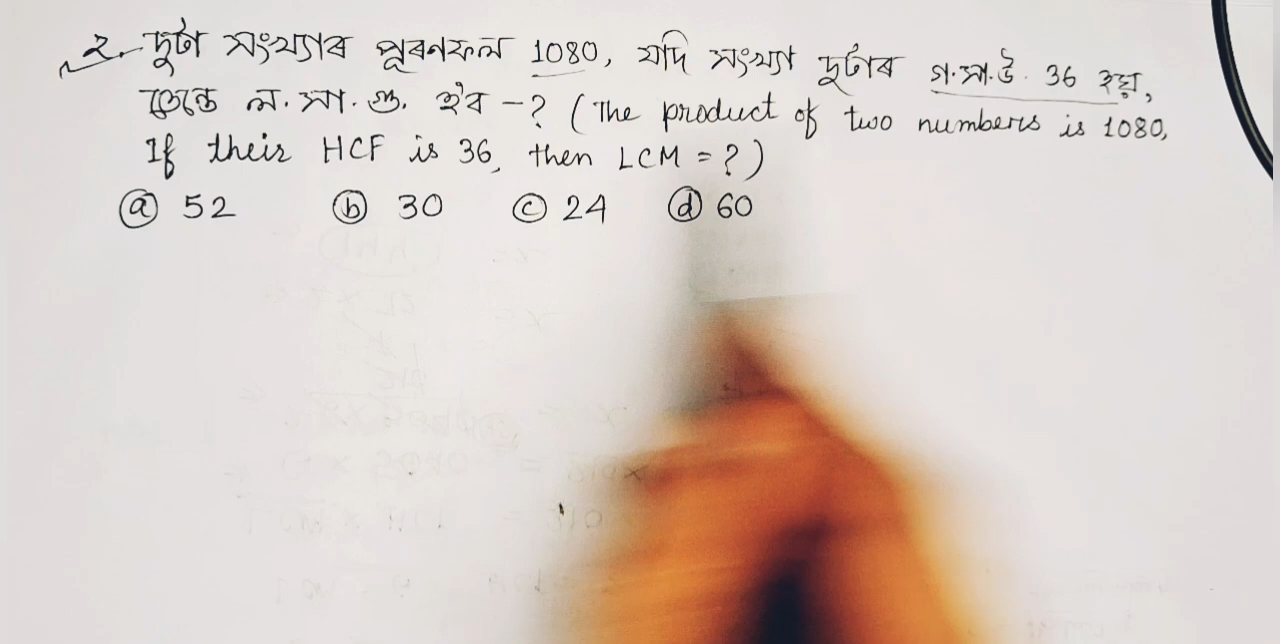 ২. দুটা সংখ্যাৰ পূৰণফল 1080, যদি সংখ্যা দুটাৰ গ.সা.উ. 36 হয়,
তেন্তে ল.সা.গু. হ'ব -? (The product of two numbers is 1080,
If their HCF is 36, then LCM = ?)
ⓐ 52 ⓑ 30 ⓒ 24 ⓓ 60